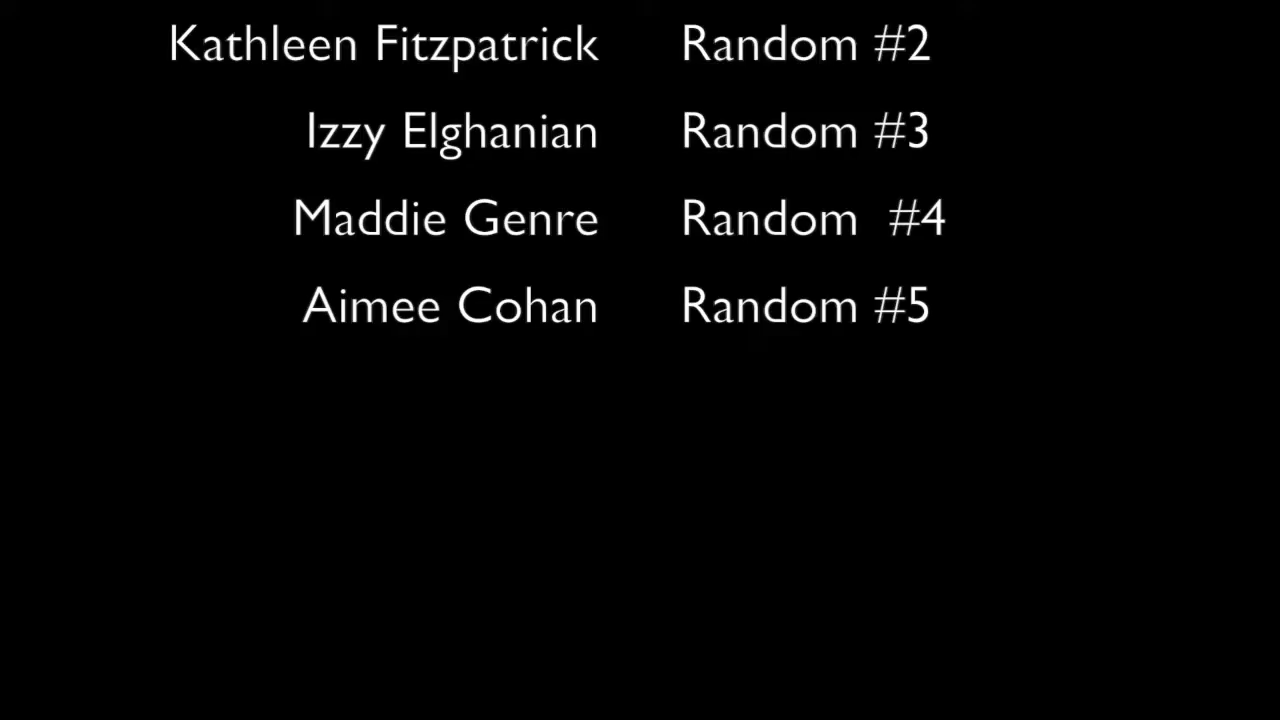 Kathleen Fitzpatrick Random #2
Izzy Elghanian Random #3
Maddie Genre Random  #4
Aimee Cohan Random #5